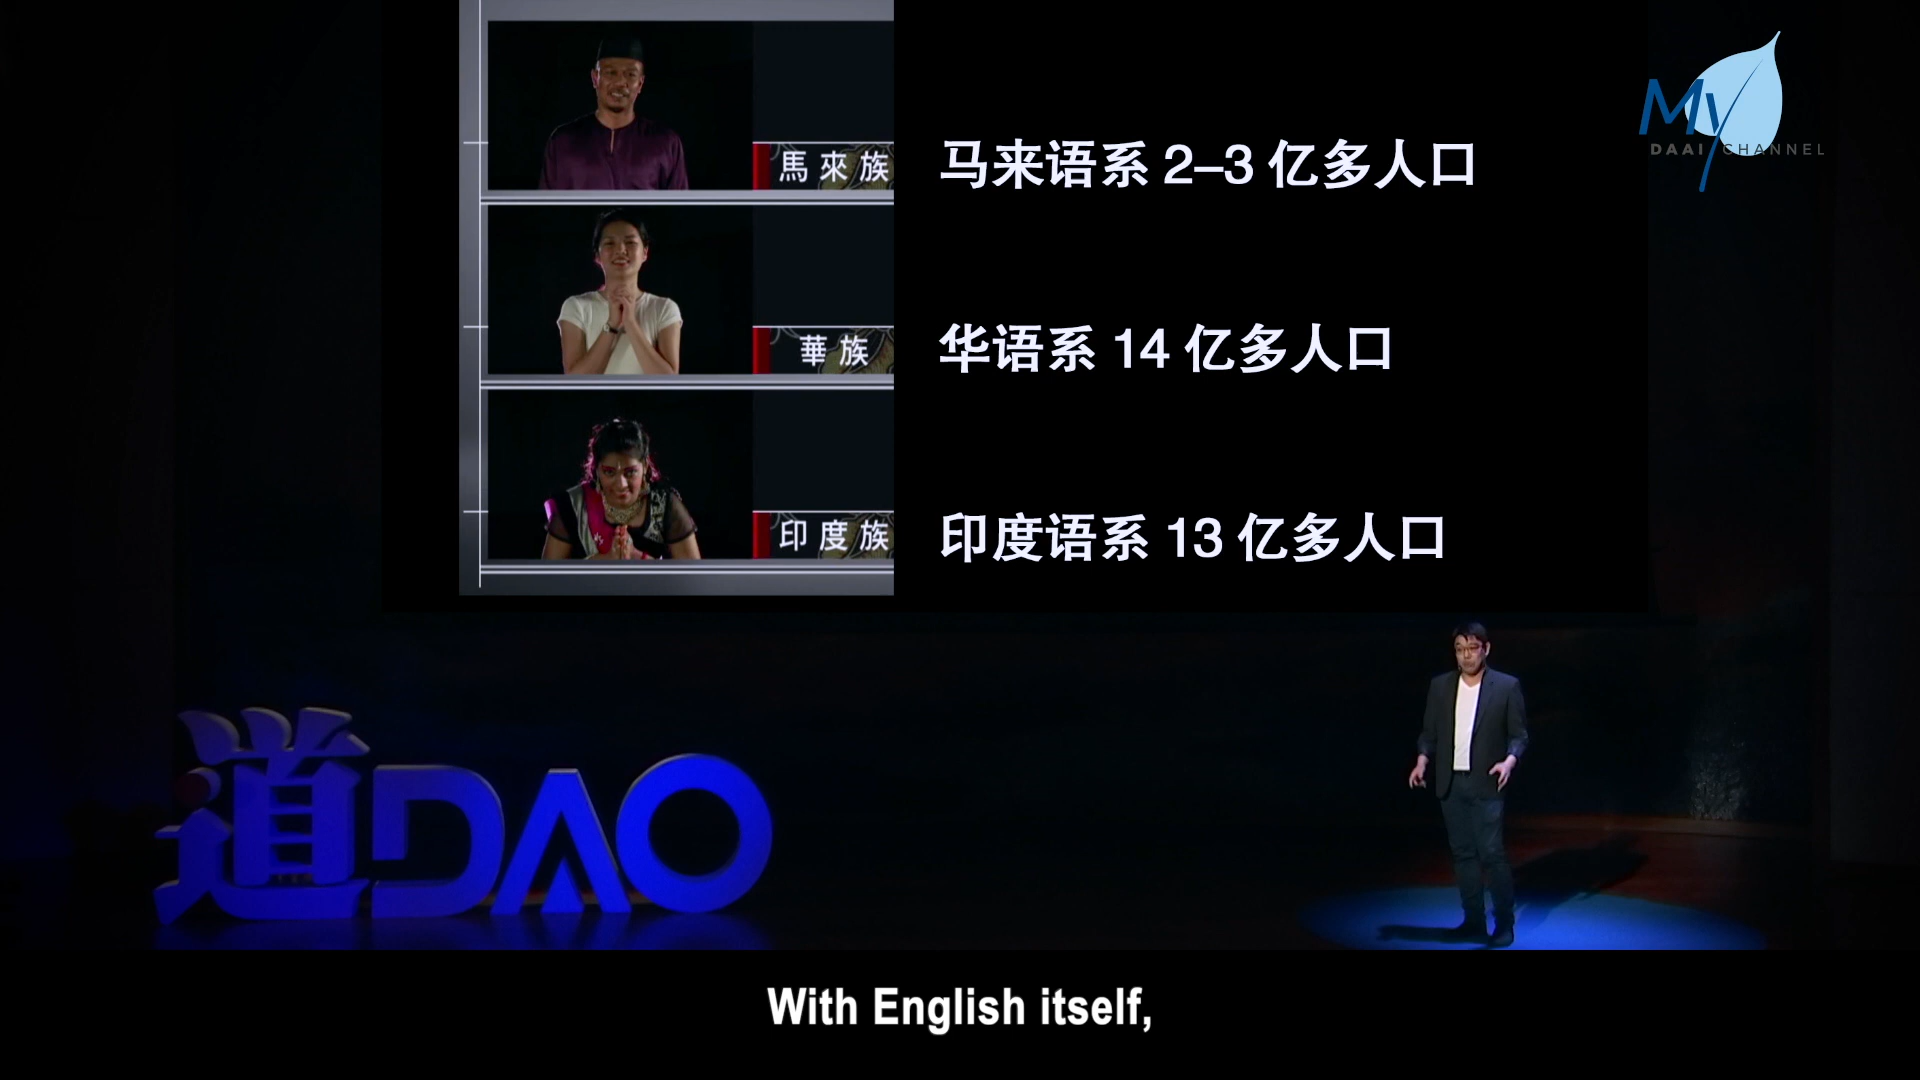 My
DAAI CHANNEL
馬來族
马来语系 2–3 亿多人口
華族
华语系 14 亿多人口
印度族
印度语系 13 亿多人口
道DAO
With English itself,